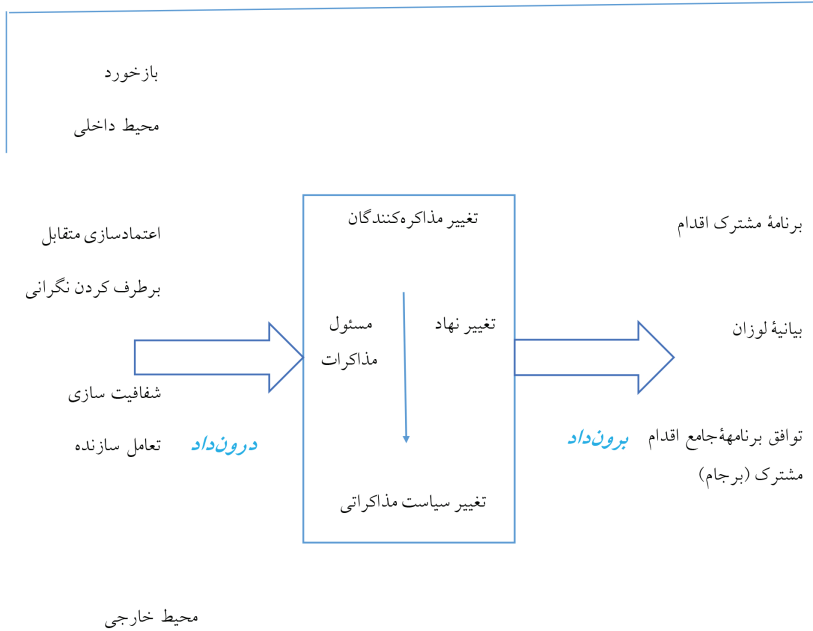 بازخورد
محیط داخلی
اعتمادسازی متقابل
برطرف کردن نگرانی
شفافیت سازی
تعامل سازنده
درون‌داد
محیط خارجی
تغییر مذاکره‌کنندگان
تغییر نهاد
مسئول
مذاکرات
تغییر سیاست مذاکراتی
برنامهٔ مشترک اقدام
بیانیهٔ لوزان
توافق برنامههٔجامع اقدام
مشترک (برجام)
برون‌داد